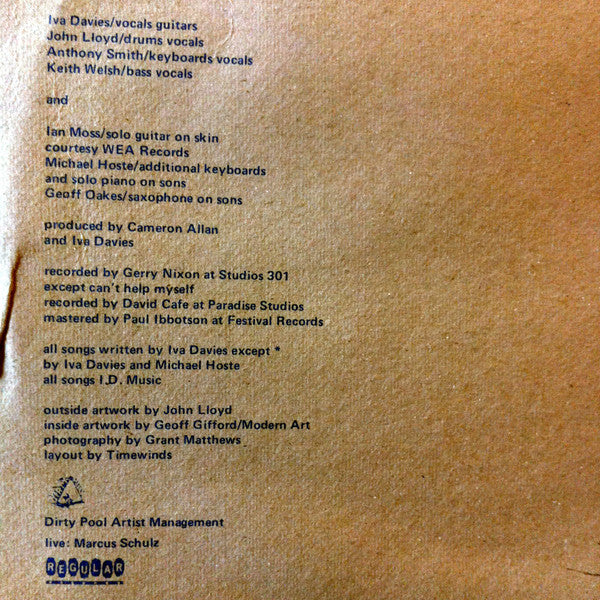 Iva Davies/vocals guitars
John Lloyd/drums vocals
Anthony Smith/keyboards vocals
Keith Welsh/bass vocals
and
Ian Moss/solo guitar on skin
courtesy WEA Records
Michael Hoste/additional keyboards
and solo piano on sons
Geoff Oakes/saxophone on sons
produced by Cameron Allan
and Iva Davies
recorded by Gerry Nixon at Studios 301
except can't help myself
recorded by David Cafe at Paradise Studios
mastered by Paul Ibbotson at Festival Records
all songs written by Iva Davies except *
by Iva Davies and Michael Hoste
all songs I.D. Music
outside artwork by John Lloyd
inside artwork by Geoff Gifford/Modern Art
photography by Grant Matthews
layout by Timewinds
Dirty Pool Artist Management
live: Marcus Schulz
REGULAR